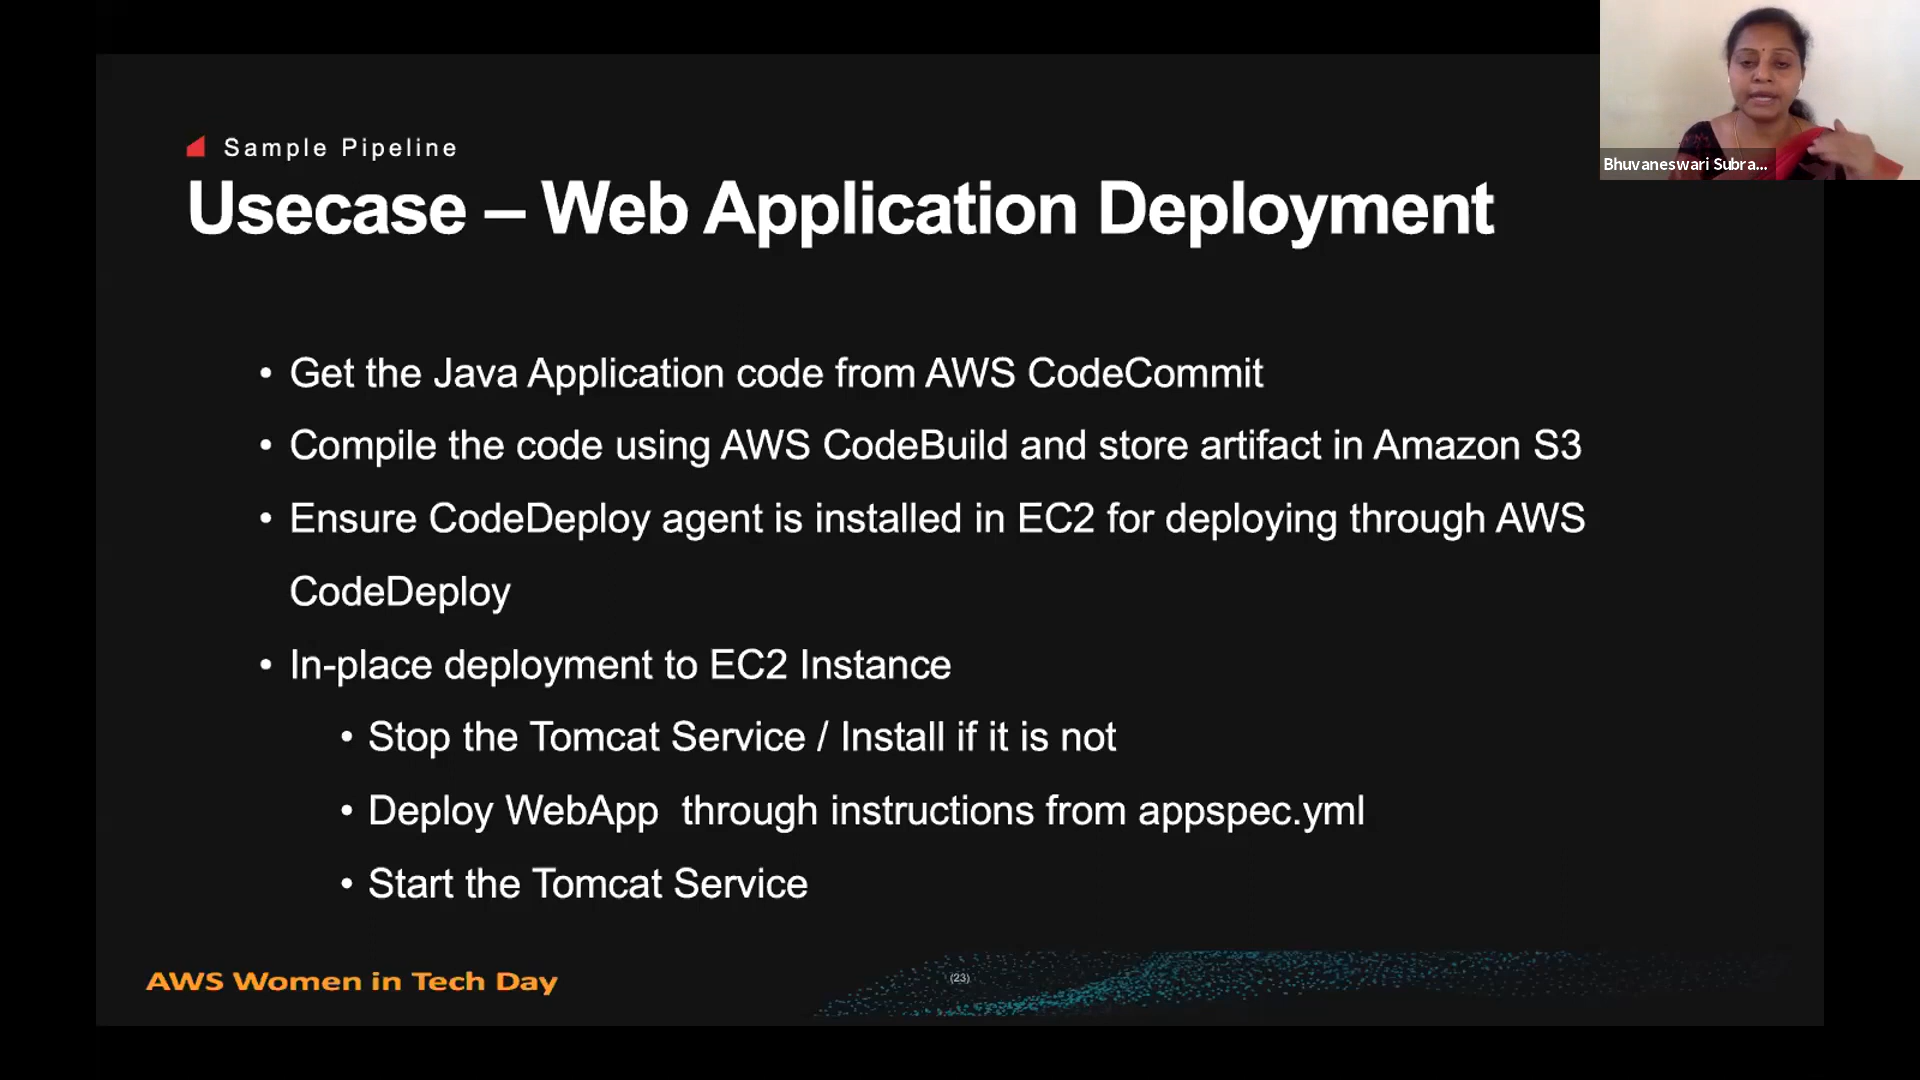 Bhuvaneswari Subra...
Sample Pipeline
Usecase – Web Application Deployment
• Get the Java Application code from AWS CodeCommit
• Compile the code using AWS CodeBuild and store artifact in Amazon S3
• Ensure CodeDeploy agent is installed in EC2 for deploying through AWS
CodeDeploy
• In-place deployment to EC2 Instance
• Stop the Tomcat Service / Install if it is not
• Deploy WebApp  through instructions from appspec.yml
• Start the Tomcat Service
AWS Women in Tech Day
(23)